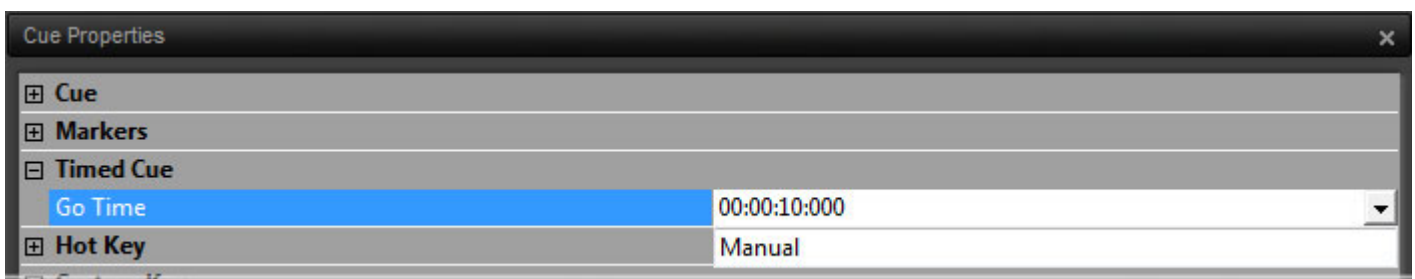 Cue Properties
Cue
Markers
Timed Cue
Go Time 00:00:10:000
Hot Key Manual